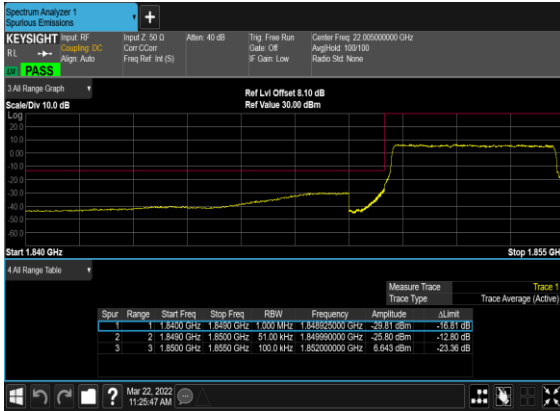 Spectrum Analyzer 1
Spurious Emissions
+
KEYSIGHT Input: RF Input Z: 50 Ω Atten: 40 dB Trig: Free Run Center Freq: 22.005000000 GHz
RL Coupling: DC Corr CCorr Gate: Off Avg|Hold: 100/100
Align: Auto Freq Ref: Int (S) IF Gain: Low Radio Std: None
PASS
3 All Range Graph
Ref Lvl Offset 8.10 dB
Scale/Div 10.0 dB Ref Value 30.00 dBm
Log
20.0
10.0
0.00
-10.0
-20.0
-30.0
-40.0
-50.0
-60.0
Start 1.840 GHz Stop 1.855 GH
4 All Range Table
Measure Trace Trace 1
Trace Type Trace Average (Active)
Spur Range Start Freq Stop Freq RBW Frequency Amplitude ΔLimit
1 1 1.8400 GHz 1.8490 GHz 1.000 MHz 1.848925000 GHz -29.81 dBm -16.81 dB
2 2 1.8490 GHz 1.8500 GHz 51.00 kHz 1.849990000 GHz -25.80 dBm -12.80 dB
3 3 1.8500 GHz 1.8550 GHz 100.0 kHz 1.852000000 GHz 6.643 dBm -23.36 dB
? Mar 22, 2022
11:25:47 AM